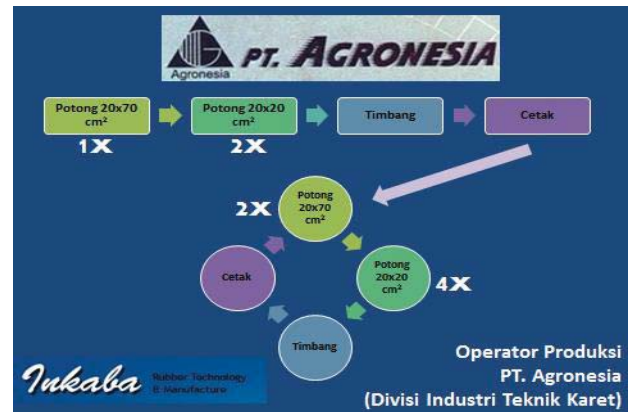 Agronesia
PT. AGRONESIA
Potong 20x70
cm²
Potong 20x20
cm²
Timbang
Cetak
1X
2X
2X
Potong
20x70
cm²
Cetak
Potong
20x20
cm²
4X
Timbang
Inkaba
Rubber Technology
& Manufacture
Operator Produksi
PT. Agronesia
(Divisi Industri Teknik Karet)